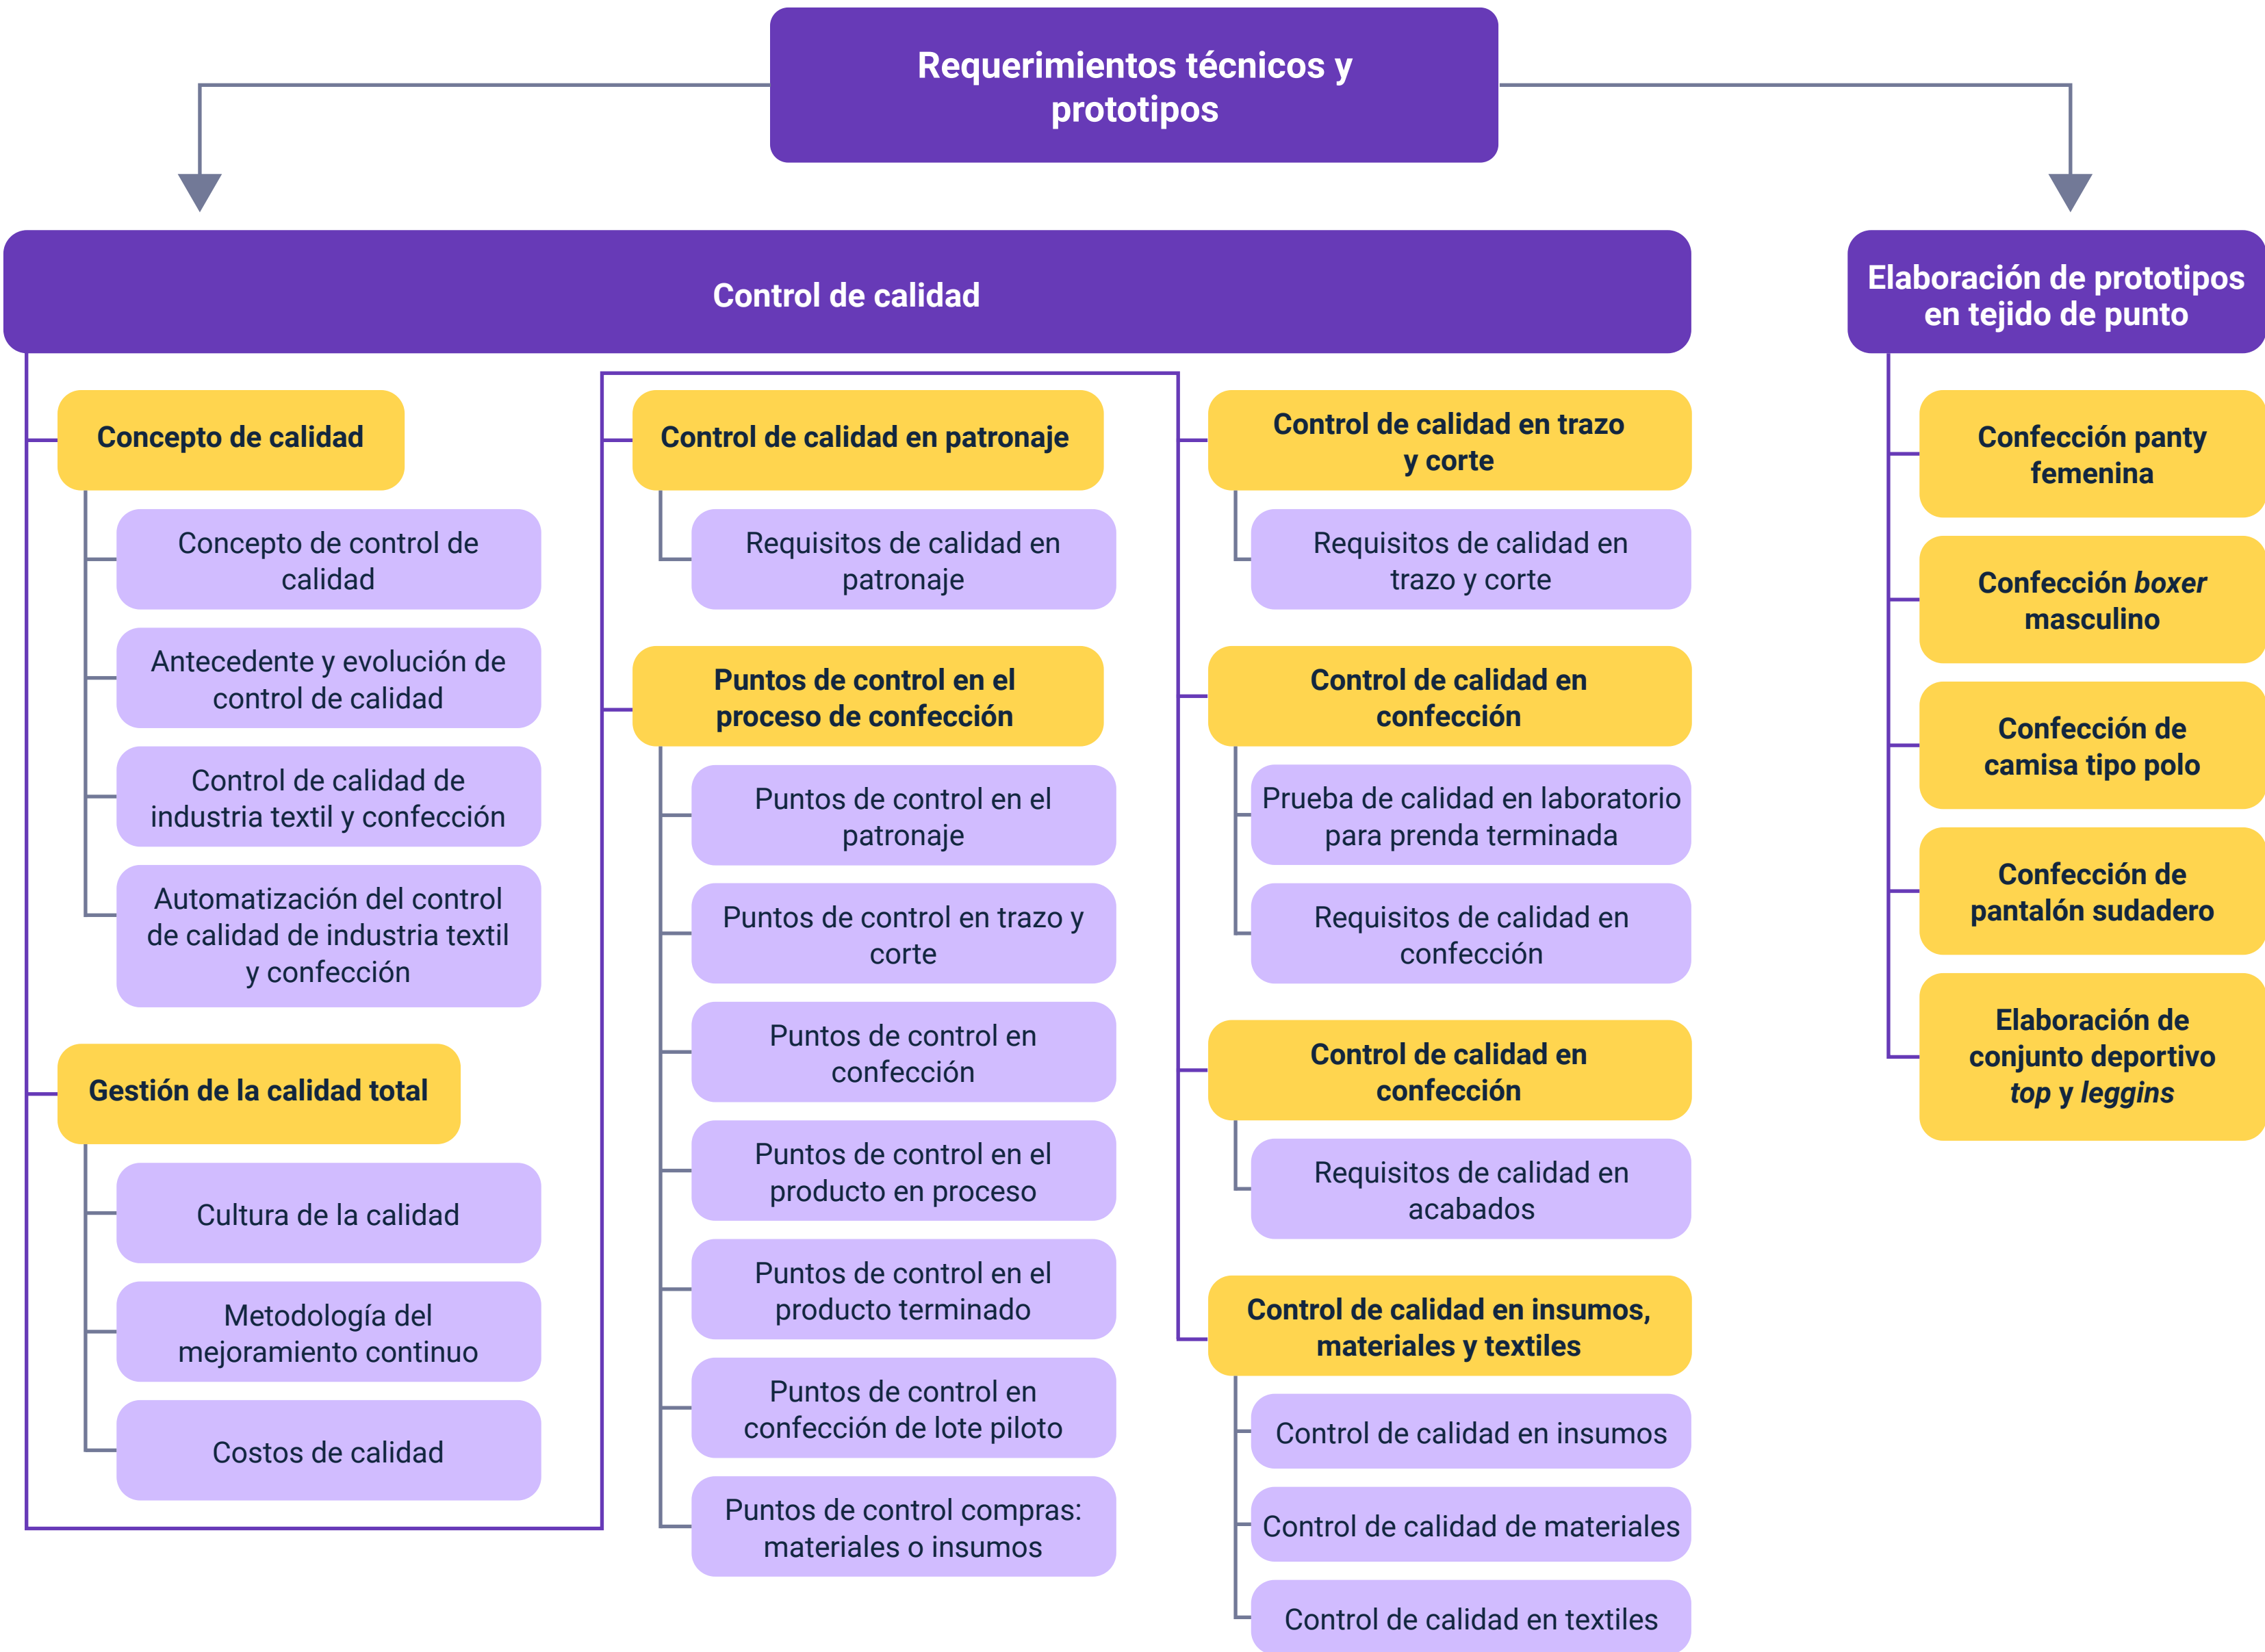 Requerimientos técnicos y
prototipos
Control de calidad
Concepto de calidad
Concepto de control de
calidad
Antecedente y evolución de
control de calidad
Control de calidad de
industria textil y confección
Automatización del control
de calidad de industria textil
y confección
Gestión de la calidad total
Cultura de la calidad
Metodología del
mejoramiento continuo
Costos de calidad
Control de calidad en patronaje
Requisitos de calidad en
patronaje
Puntos de control en el
proceso de confección
Puntos de control en el
patronaje
Puntos de control en trazo y
corte
Puntos de control en
confección
Puntos de control en el
producto en proceso
Puntos de control en el
producto terminado
Puntos de control en
confección de lote piloto
Puntos de control compras:
materiales o insumos
Control de calidad en trazo
y corte
Requisitos de calidad en
trazo y corte
Control de calidad en
confección
Prueba de calidad en laboratorio
para prenda terminada
Requisitos de calidad en
confección
Control de calidad en
confección
Requisitos de calidad en
acabados
Control de calidad en insumos,
materiales y textiles
Control de calidad en insumos
Control de calidad de materiales
Control de calidad en textiles
Elaboración de prototipos
en tejido de punto
Confección panty
femenina
Confección boxer
masculino
Confección de
camisa tipo polo
Confección de
pantalón sudadero
Elaboración de
conjunto deportivo
top y leggins